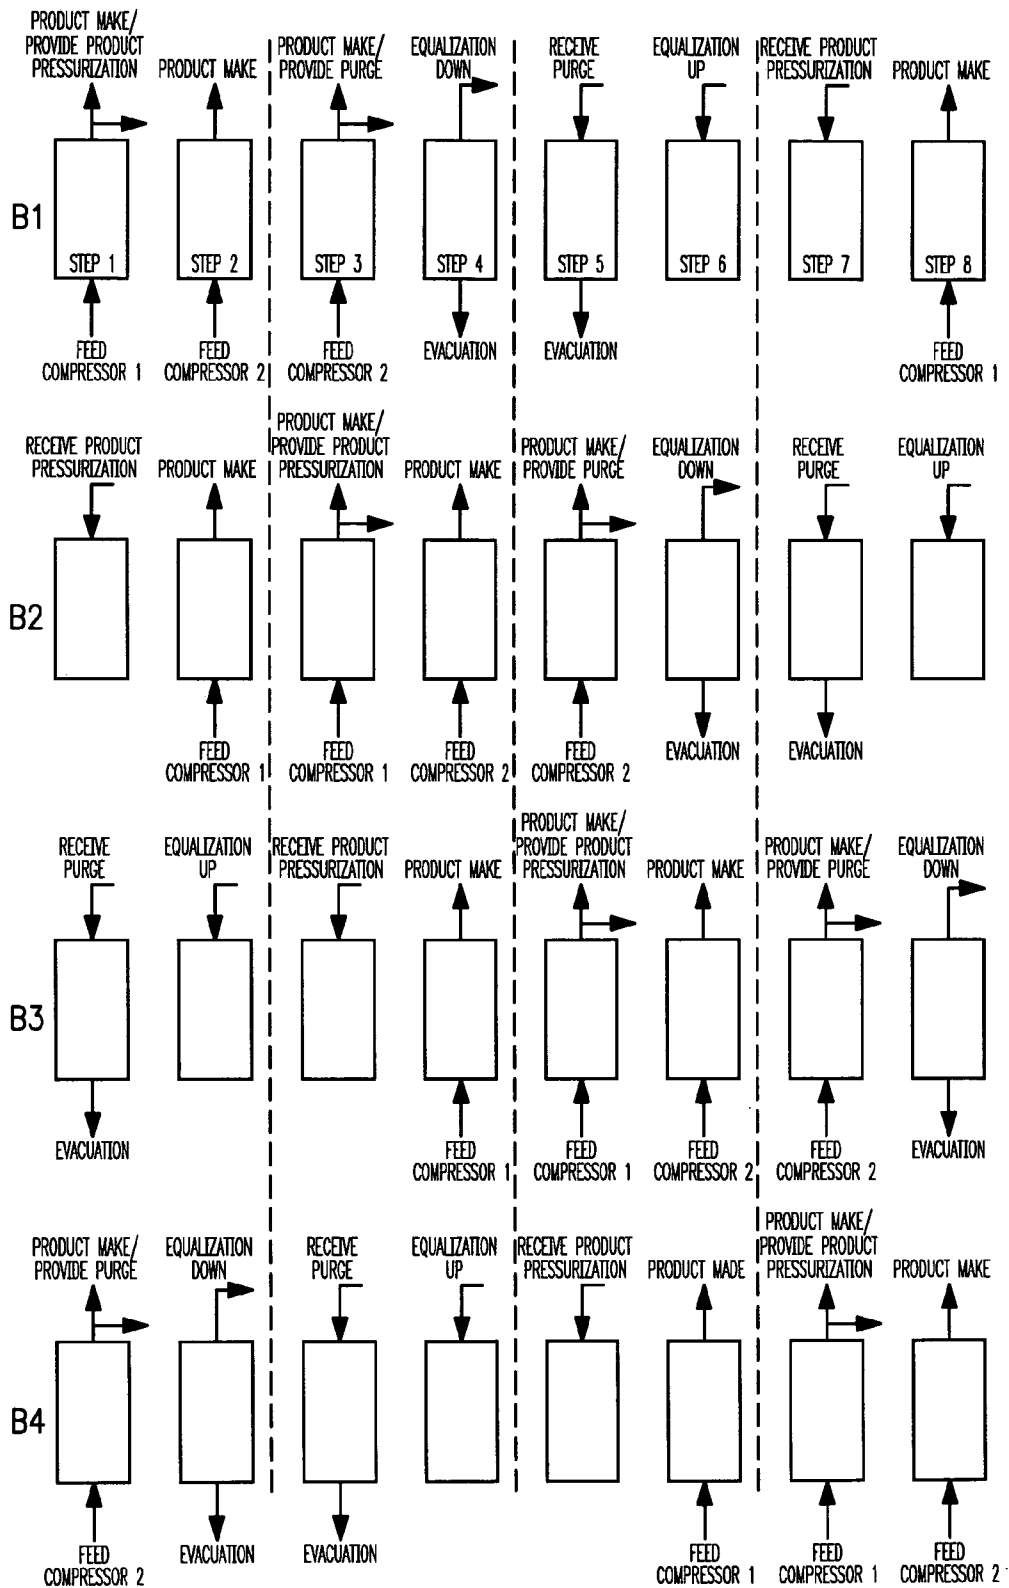 PRODUCT MAKE/
PROVIDE PRODUCT
PRESSURIZATION
PRODUCT MAKE
PRODUCT MAKE/
PROVIDE PURGE
EQUALIZATION
DOWN
RECEIVE
PURGE
EQUALIZATION
UP
RECEIVE PRODUCT
PRESSURIZATION
PRODUCT MAKE
B1
STEP 1
STEP 2
STEP 3
STEP 4
STEP 5
STEP 6
STEP 7
STEP 8
FEED
COMPRESSOR 1
FEED
COMPRESSOR 2
FEED
COMPRESSOR 2
EVACUATION
EVACUATION
FEED
COMPRESSOR 1
RECEIVE PRODUCT
PRESSURIZATION
PRODUCT MAKE
PRODUCT MAKE/
PROVIDE PRODUCT
PRESSURIZATION
PRODUCT MAKE
PRODUCT MAKE/
PROVIDE PURGE
EQUALIZATION
DOWN
RECEIVE
PURGE
EQUALIZATION
UP
B2
FEED
COMPRESSOR 1
FEED
COMPRESSOR 1
FEED
COMPRESSOR 2
FEED
COMPRESSOR 2
EVACUATION
EVACUATION
RECEIVE
PURGE
EQUALIZATION
UP
RECEIVE PRODUCT
PRESSURIZATION
PRODUCT MAKE
PRODUCT MAKE/
PROVIDE PRODUCT
PRESSURIZATION
PRODUCT MAKE
PRODUCT MAKE/
PROVIDE PURGE
EQUALIZATION
DOWN
B3
EVACUATION
FEED
COMPRESSOR 1
FEED
COMPRESSOR 1
FEED
COMPRESSOR 2
FEED
COMPRESSOR 2
EVACUATION
PRODUCT MAKE/
PROVIDE PURGE
EQUALIZATION
DOWN
RECEIVE
PURGE
EQUALIZATION
UP
RECEIVE PRODUCT
PRESSURIZATION
PRODUCT MADE
PRODUCT MAKE/
PROVIDE PRODUCT
PRESSURIZATION
PRODUCT MAKE
B4
FEED
COMPRESSOR 2
EVACUATION
EVACUATION
FEED
COMPRESSOR 1
FEED
COMPRESSOR 1
FEED
COMPRESSOR 2